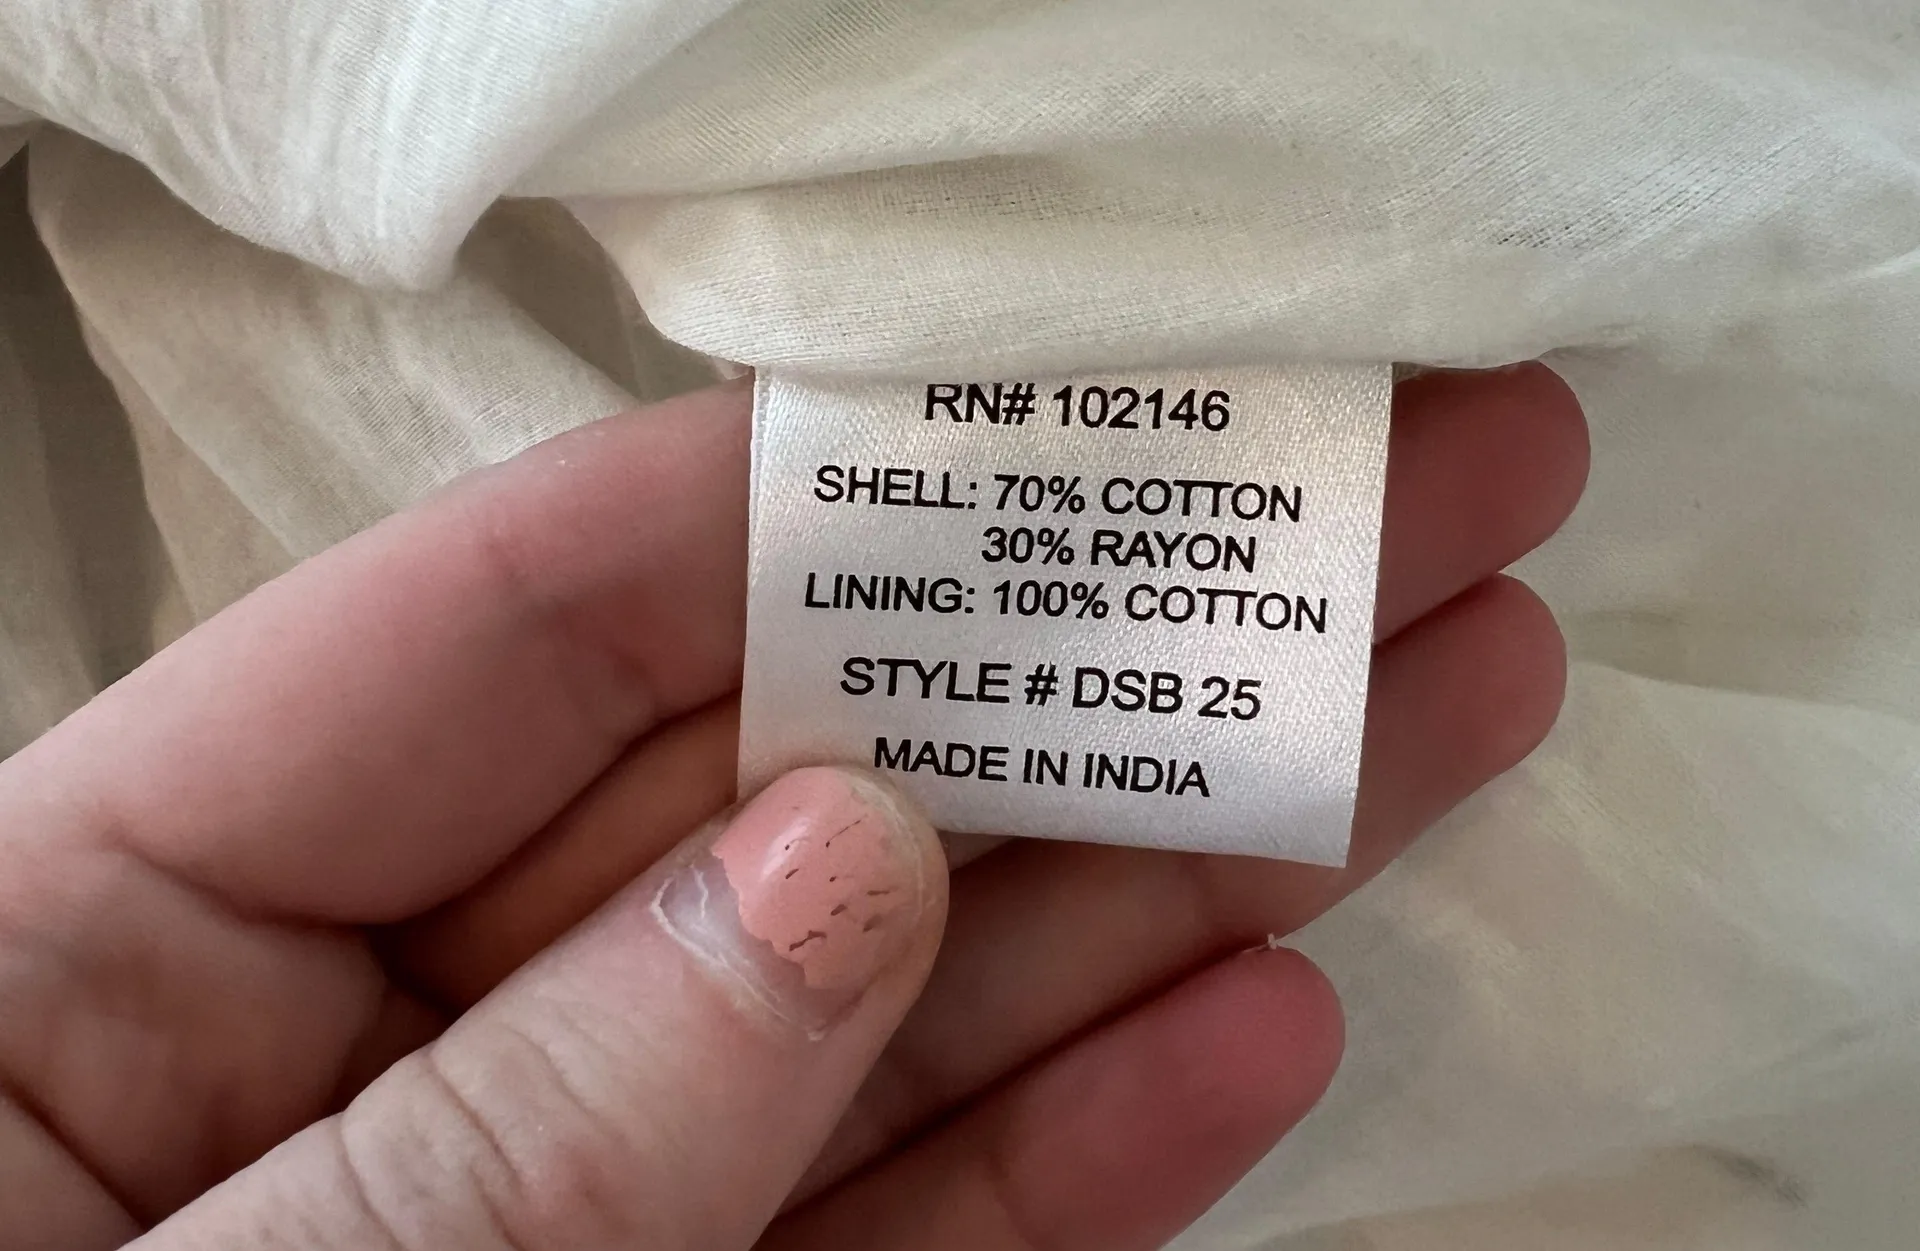 RN# 102146
SHELL: 70% COTTON
30% RAYON
LINING: 100% COTTON
STYLE # DSB 25
MADE IN INDIA